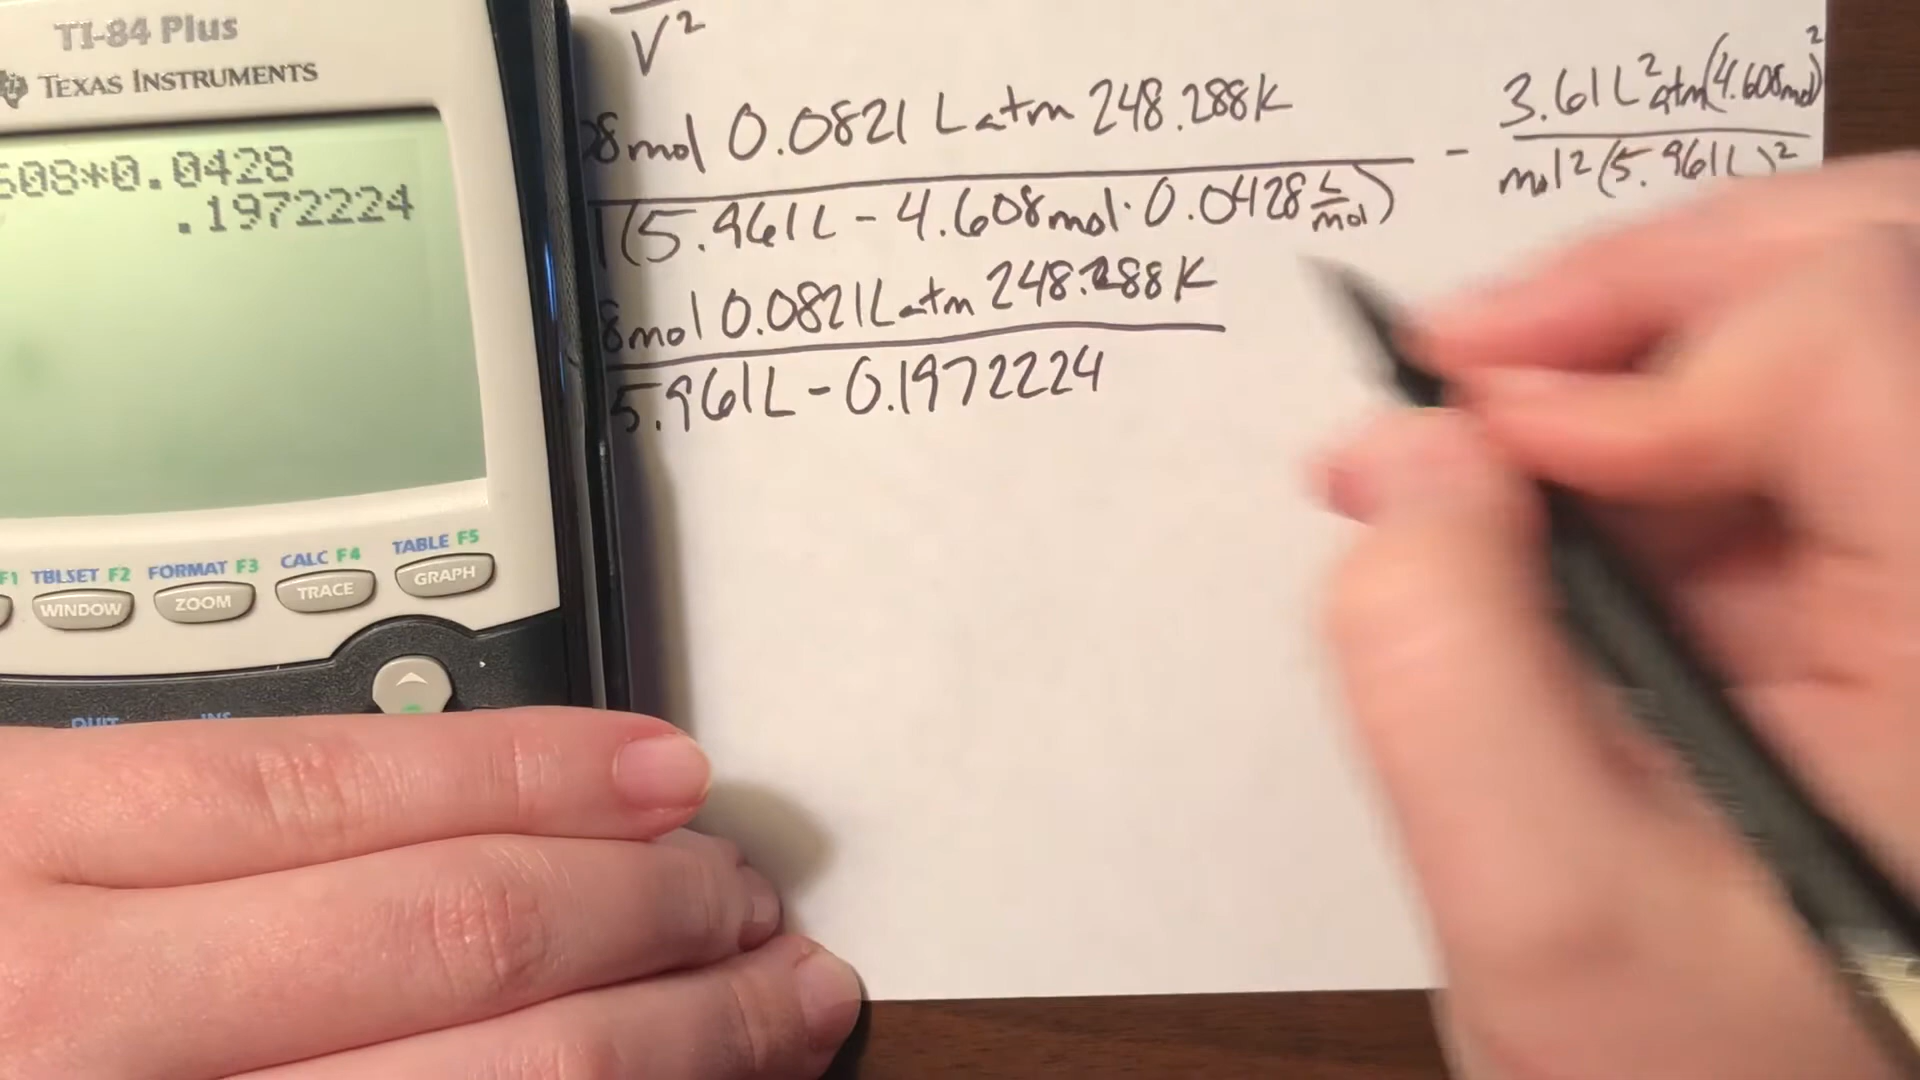 TI-84 Plus
TEXAS INSTRUMENTS
608*0.0428
.1972224
F1 TBLSET F2 FORMAT F3 CALC F4 TABLE F5
WINDOW ZOOM TRACE GRAPH
V²
8mol 0.0821 L atm 248.288K
(5.961L - 4.608mol · 0.0428 L/mol)
- 3.61L² atm (4.608mol)²
mol² (5.961L)²
8mol 0.0821L atm 248.288K
5.961L - 0.1972224